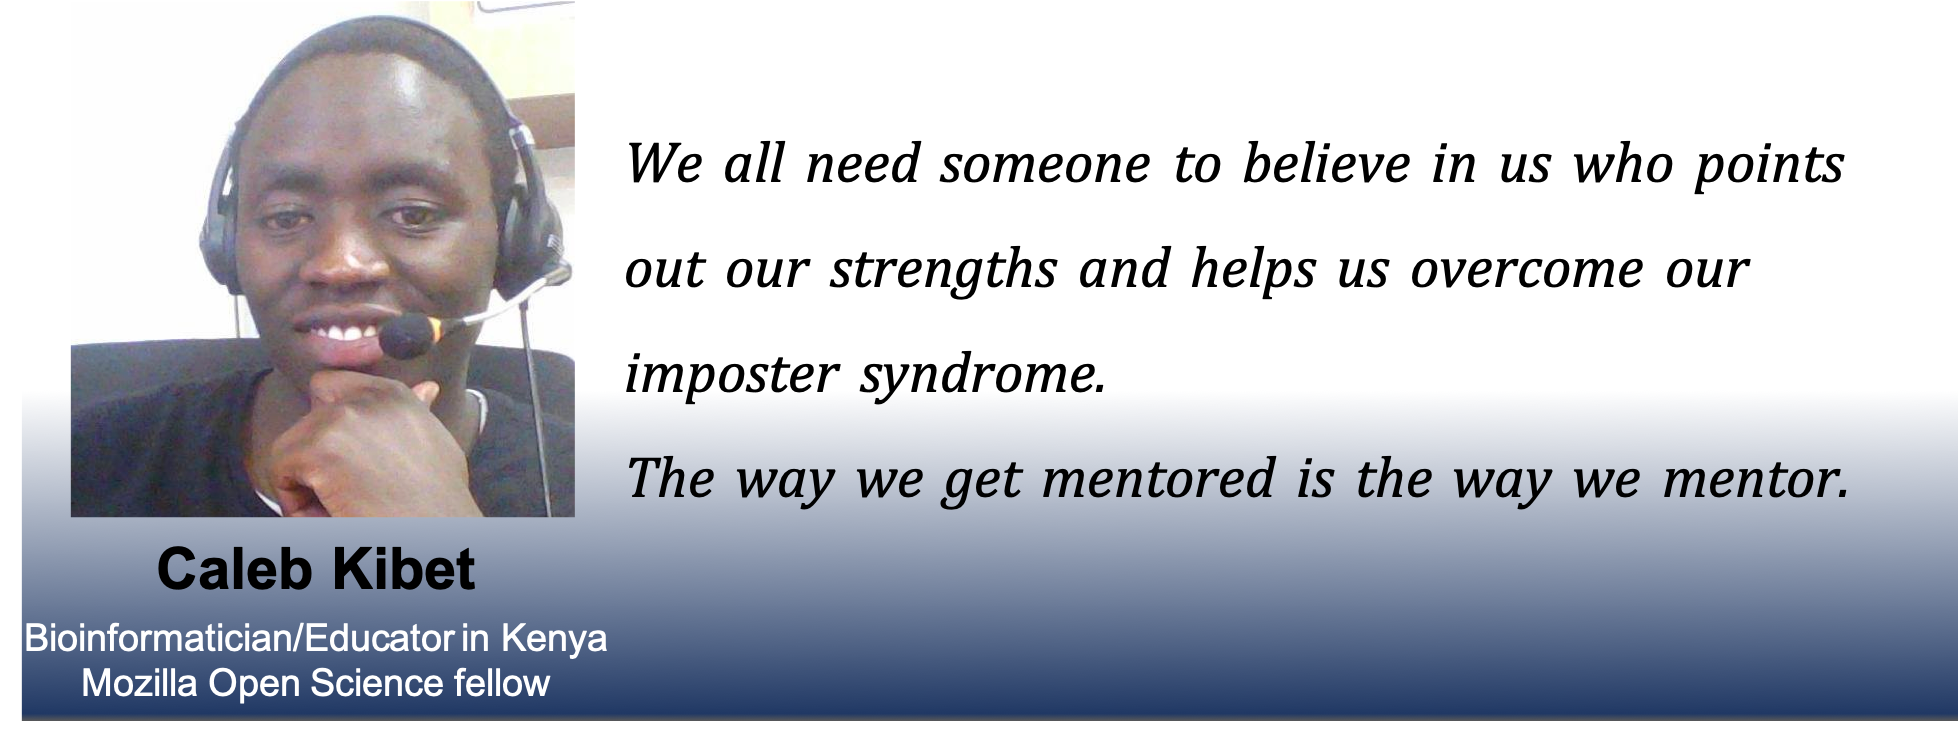 We all need someone to believe in us who points
out our strengths and helps us overcome our
imposter syndrome.
The way we get mentored is the way we mentor.
Caleb Kibet
Bioinformatician/Educator in Kenya
Mozilla Open Science fellow